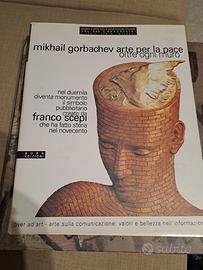 mikhail gorbachev arte per la pace
oltre ogni muro
nel duemila
diventa monumento
il simbolo
pubblicitario
creato da
franco scepi
che ha fatto storia
nel novecento
EDIZIONI
over ad'art - arte sulla comunicazione: valori e bellezza nell'informazione
subito